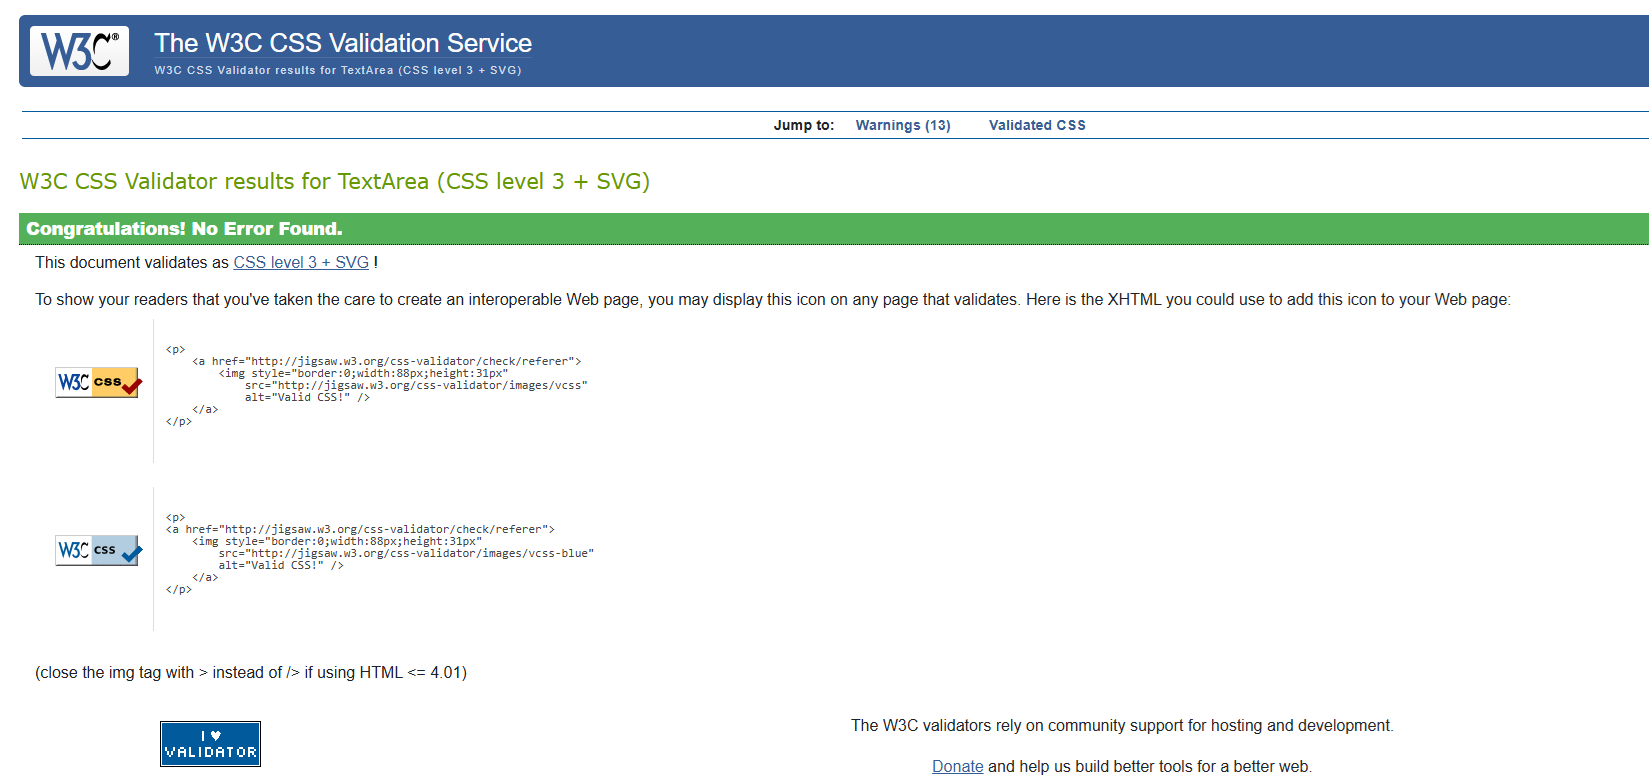 W3C®
The W3C CSS Validation Service
W3C CSS Validator results for TextArea (CSS level 3 + SVG)
Jump to: Warnings (13) Validated CSS
W3C CSS Validator results for TextArea (CSS level 3 + SVG)
Congratulations! No Error Found.
This document validates as CSS level 3 + SVG !
To show your readers that you've taken the care to create an interoperable Web page, you may display this icon on any page that validates. Here is the XHTML you could use to add this icon to your Web page:
W3C css
<p>
<a href="http://jigsaw.w3.org/css-validator/check/referer">
<img style="border:0;width:88px;height:31px"
src="http://jigsaw.w3.org/css-validator/images/vcss"
alt="Valid CSS!" />
</a>
</p>
W3C css
<p>
<a href="http://jigsaw.w3.org/css-validator/check/referer">
<img style="border:0;width:88px;height:31px"
src="http://jigsaw.w3.org/css-validator/images/vcss-blue"
alt="Valid CSS!" />
</a>
</p>
(close the img tag with > instead of /> if using HTML <= 4.01)
I ♥
VALIDATOR
The W3C validators rely on community support for hosting and development.
Donate and help us build better tools for a better web.